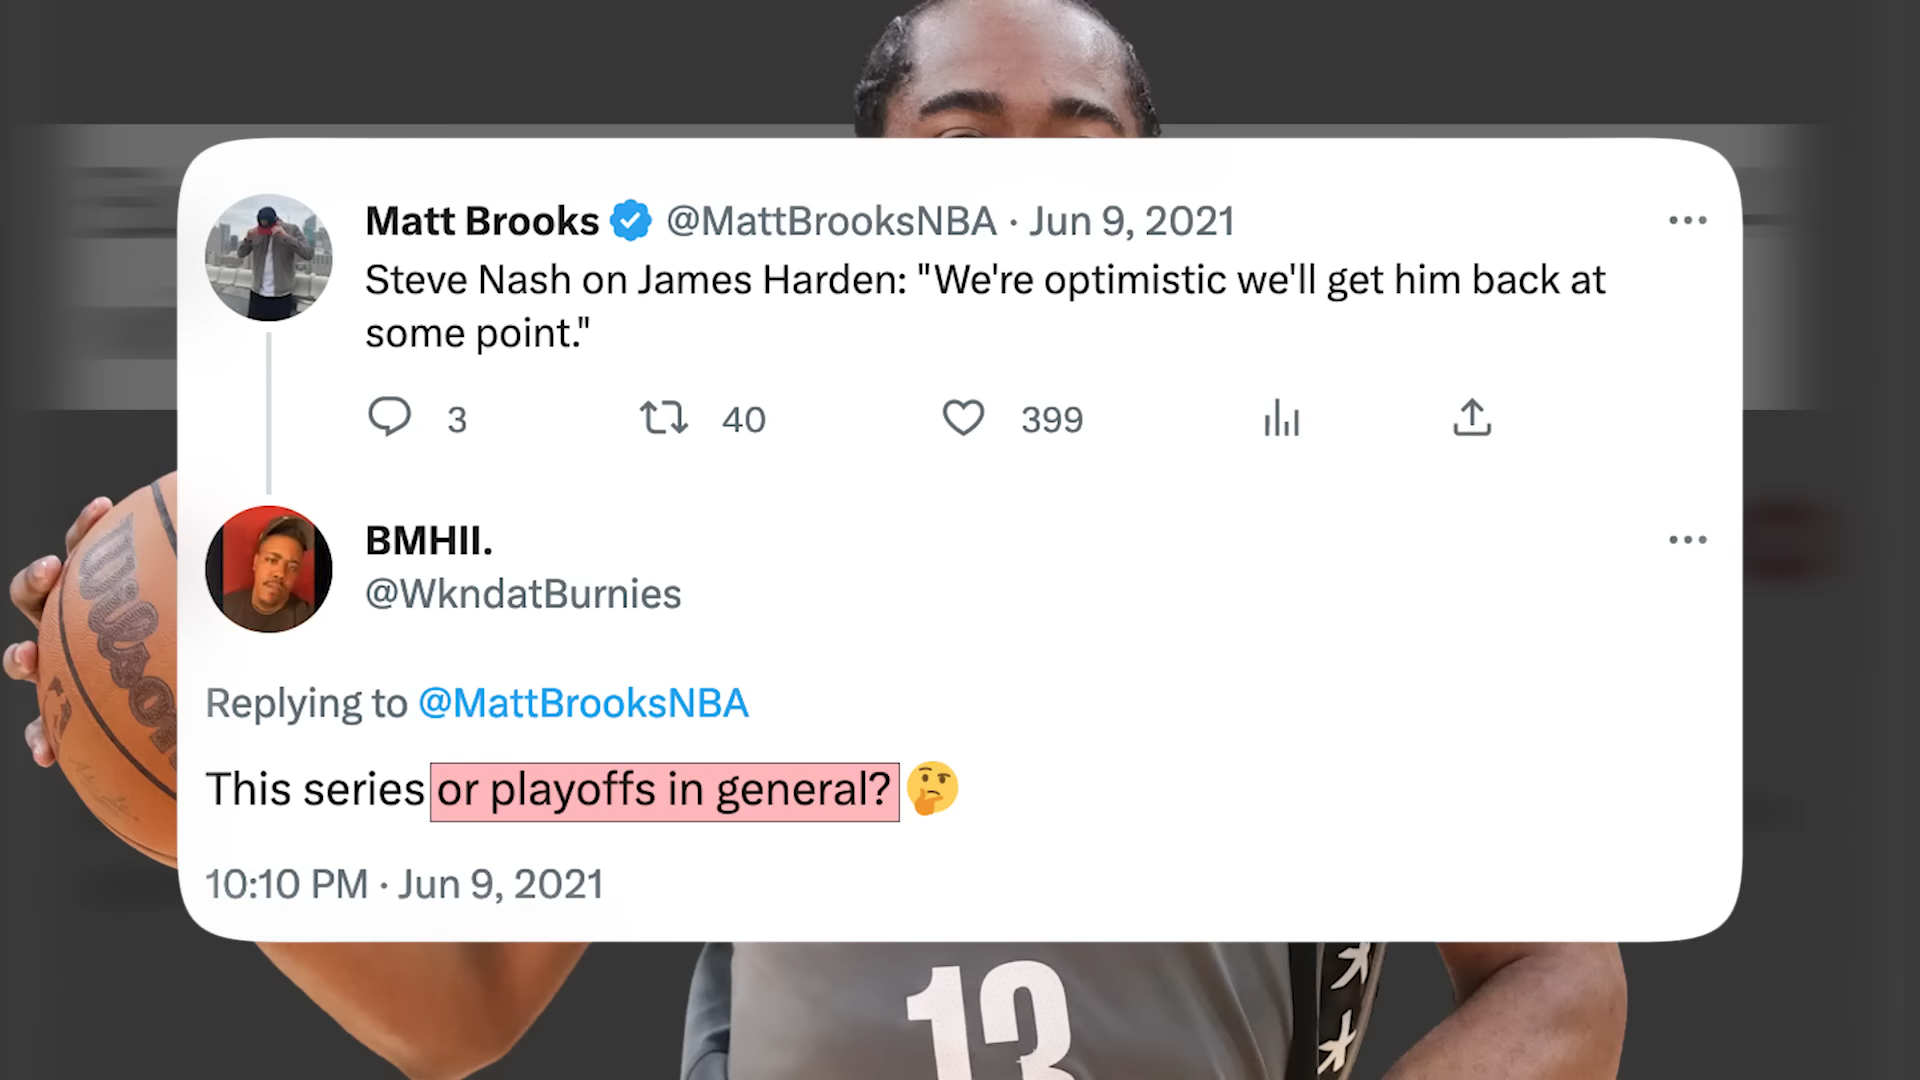 Matt Brooks @MattBrooksNBA · Jun 9, 2021
Steve Nash on James Harden: "We're optimistic we'll get him back at
some point."
3 40 399
BMHII.
@WkndatBurnies
Replying to @MattBrooksNBA
This series or playoffs in general? 🤔
10:10 PM · Jun 9, 2021
Wilson
13